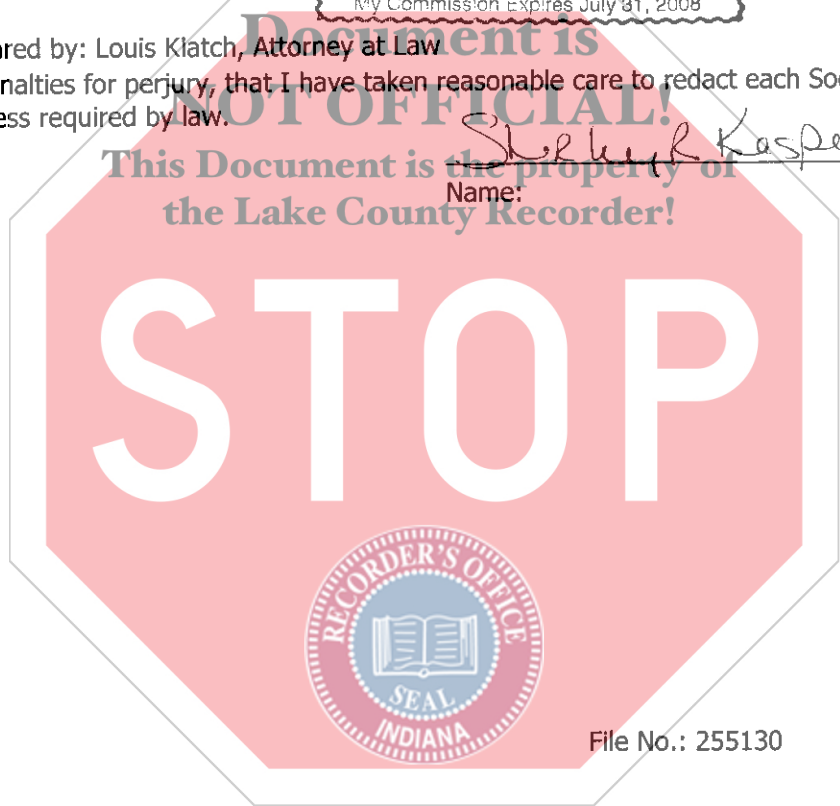 My Commission Expires July 31, 2008
Document is
ared by: Louis Klatch, Attorney at Law
nalties for perjury, that I have taken reasonable care to redact each Soc
NOT OFFICIAL!
ess required by law.
This Document is the property of
Name:
the Lake County Recorder!
STOP
RECORDER'S OFFICE
SEAL
INDIANA
File No.: 255130